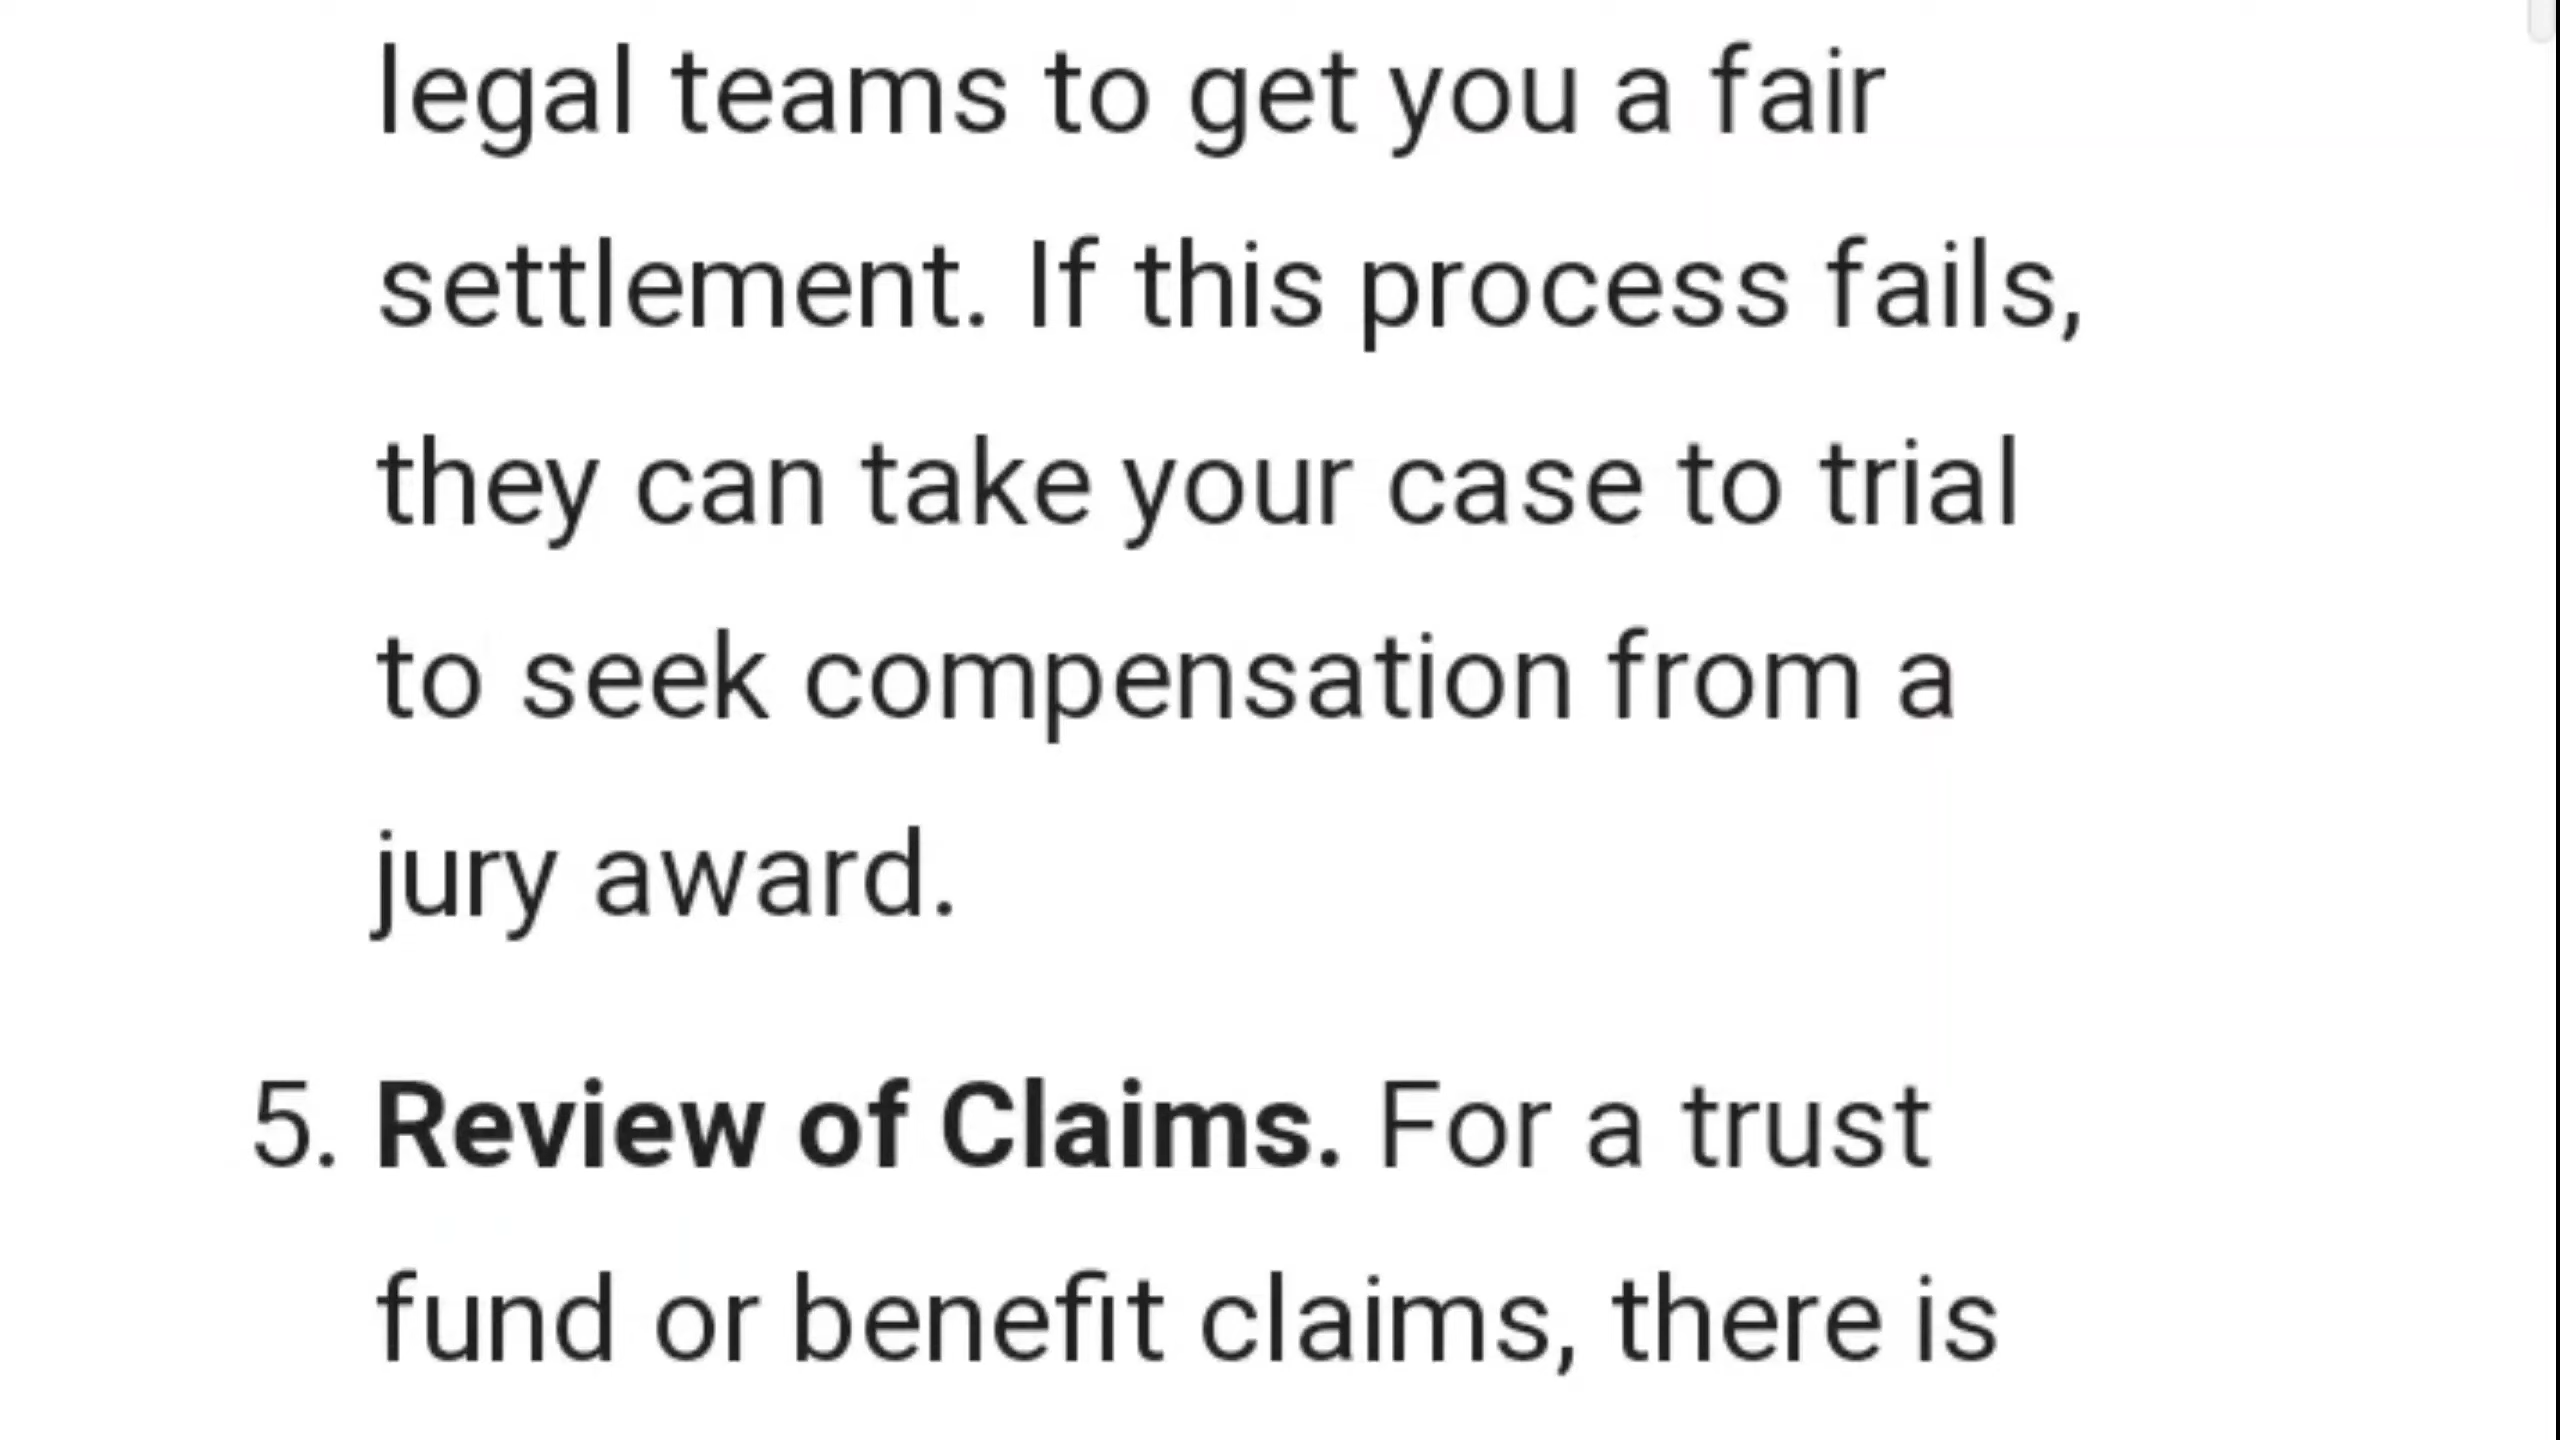 legal teams to get you a fair
settlement. If this process fails,
they can take your case to trial
to seek compensation from a
jury award.
5. Review of Claims. For a trust
fund or benefit claims, there is